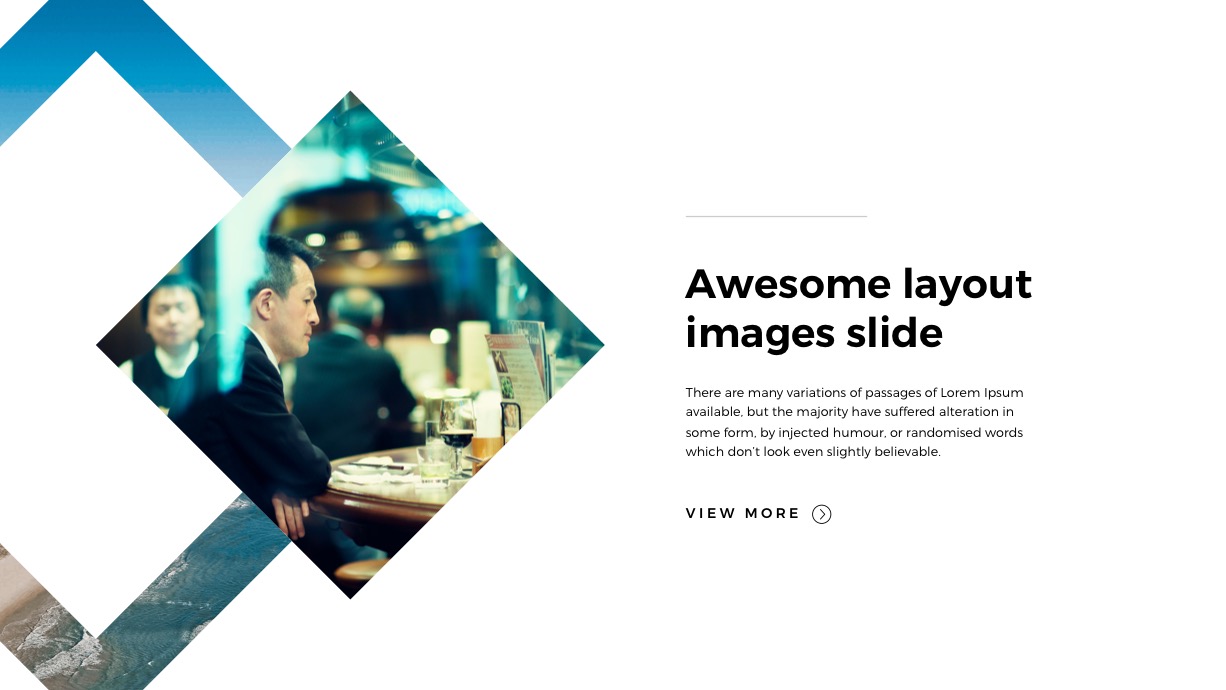 Awesome layout
images slide
There are many variations of passages of Lorem Ipsum
available, but the majority have suffered alteration in
some form, by injected humour, or randomised words
which don't look even slightly believable.
VIEW MORE